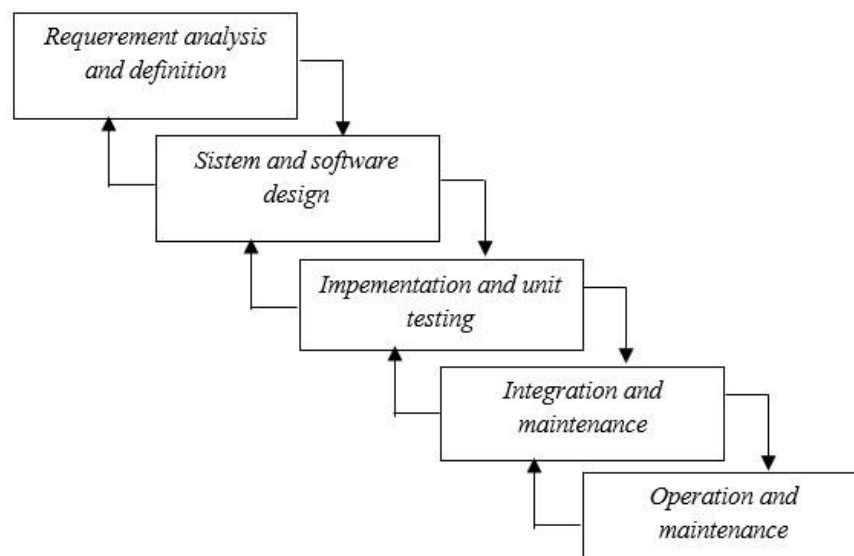 Requerement analysis
and definition
Sistem and software
design
Impementation and unit
testing
Integration and
maintenance
Operation and
maintenance